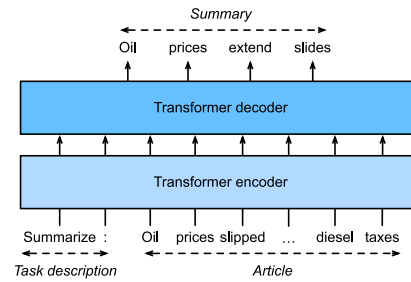 Summary
Oil prices extend slides
Transformer decoder
Transformer encoder
Summarize : Oil prices slipped ... diesel taxes
Task description Article